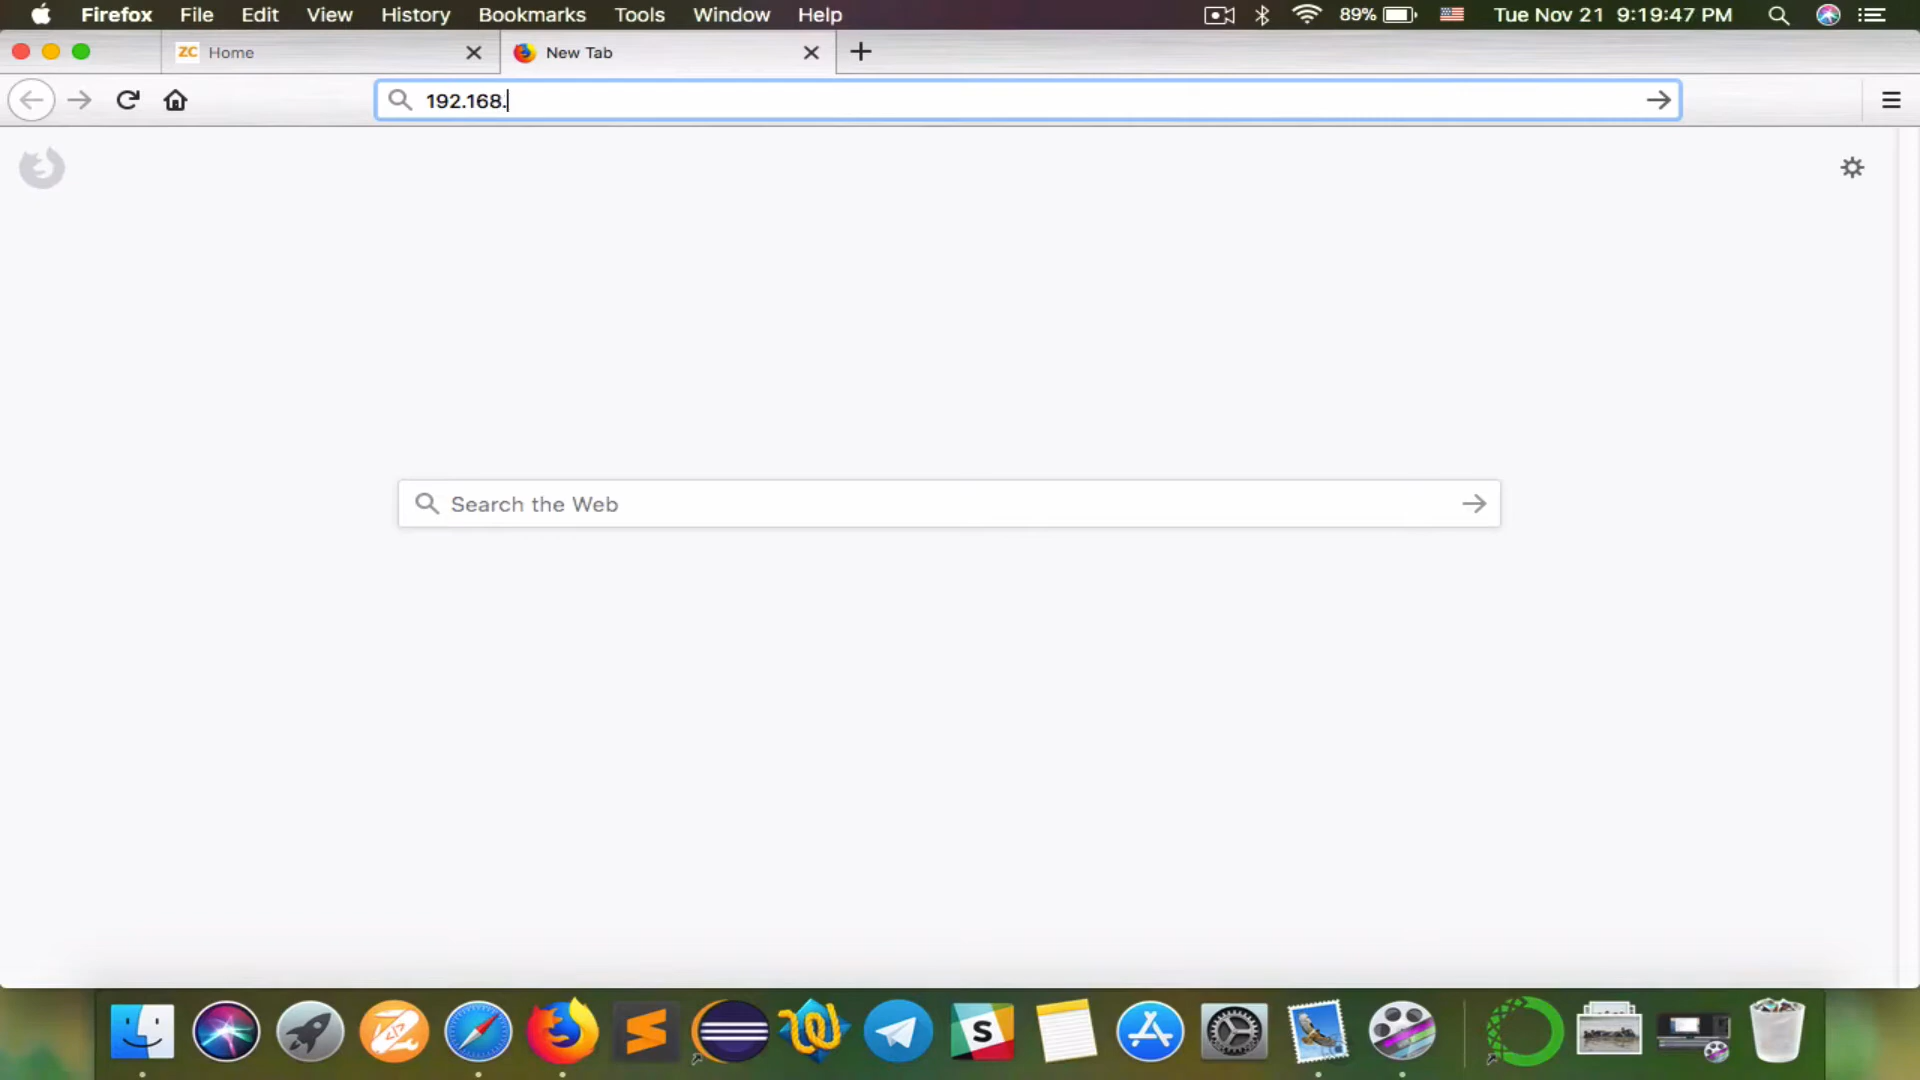 Firefox File Edit View History Bookmarks Tools Window Help 89% Tue Nov 21 9:19:47 PM
ZC Home New Tab
192.168.
Search the Web
S